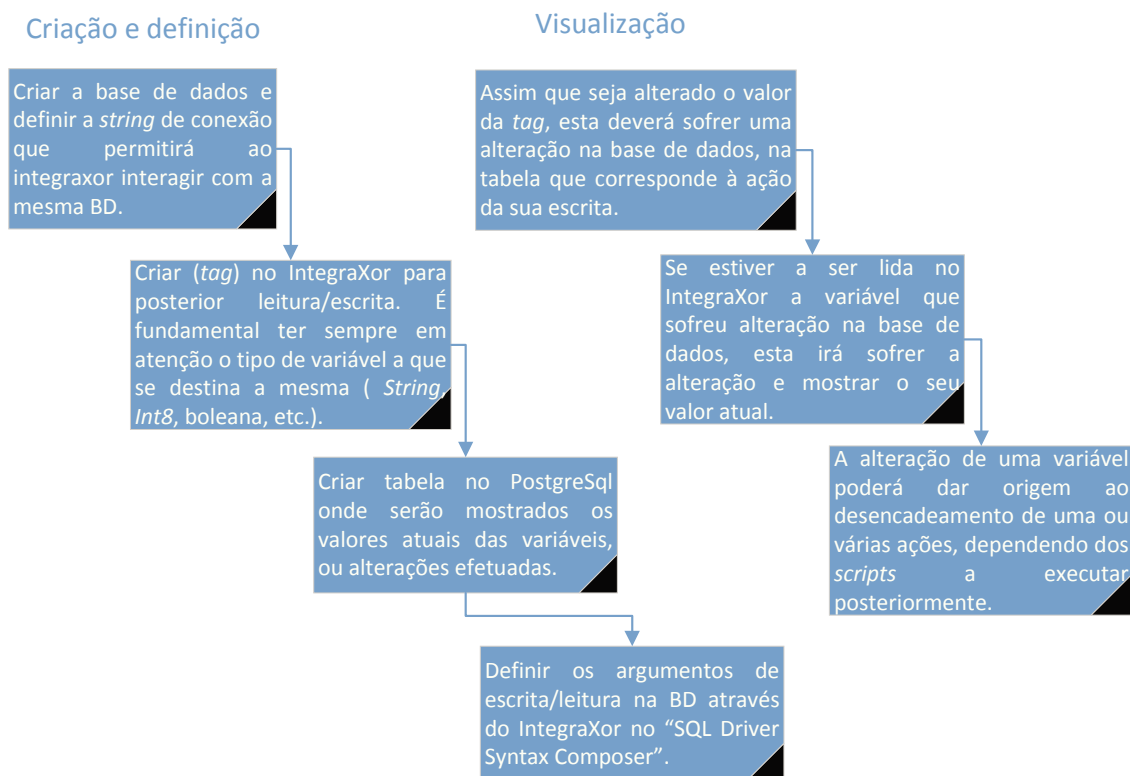 Criação e definição
Criar a base de dados e
definir a string de conexão
que permitirá ao
integraxor interagir com a
mesma BD.
Criar (tag) no IntegraXor para
posterior leitura/escrita. É
fundamental ter sempre em
atenção o tipo de variável a que
se destina a mesma ( String,
Int8, boleana, etc.).
Criar tabela no PostgreSql
onde serão mostrados os
valores atuais das variáveis,
ou alterações efetuadas.
Definir os argumentos de
escrita/leitura na BD através
do IntegraXor no “SQL Driver
Syntax Composer”.
Visualização
Assim que seja alterado o valor
da tag, esta deverá sofrer uma
alteração na base de dados, na
tabela que corresponde à ação
da sua escrita.
Se estiver a ser lida no
IntegraXor a variável que
sofreu alteração na base de
dados, esta irá sofrer a
alteração e mostrar o seu
valor atual.
A alteração de uma variável
poderá dar origem ao
desencadeamento de uma ou
várias ações, dependendo dos
scripts a executar
posteriormente.